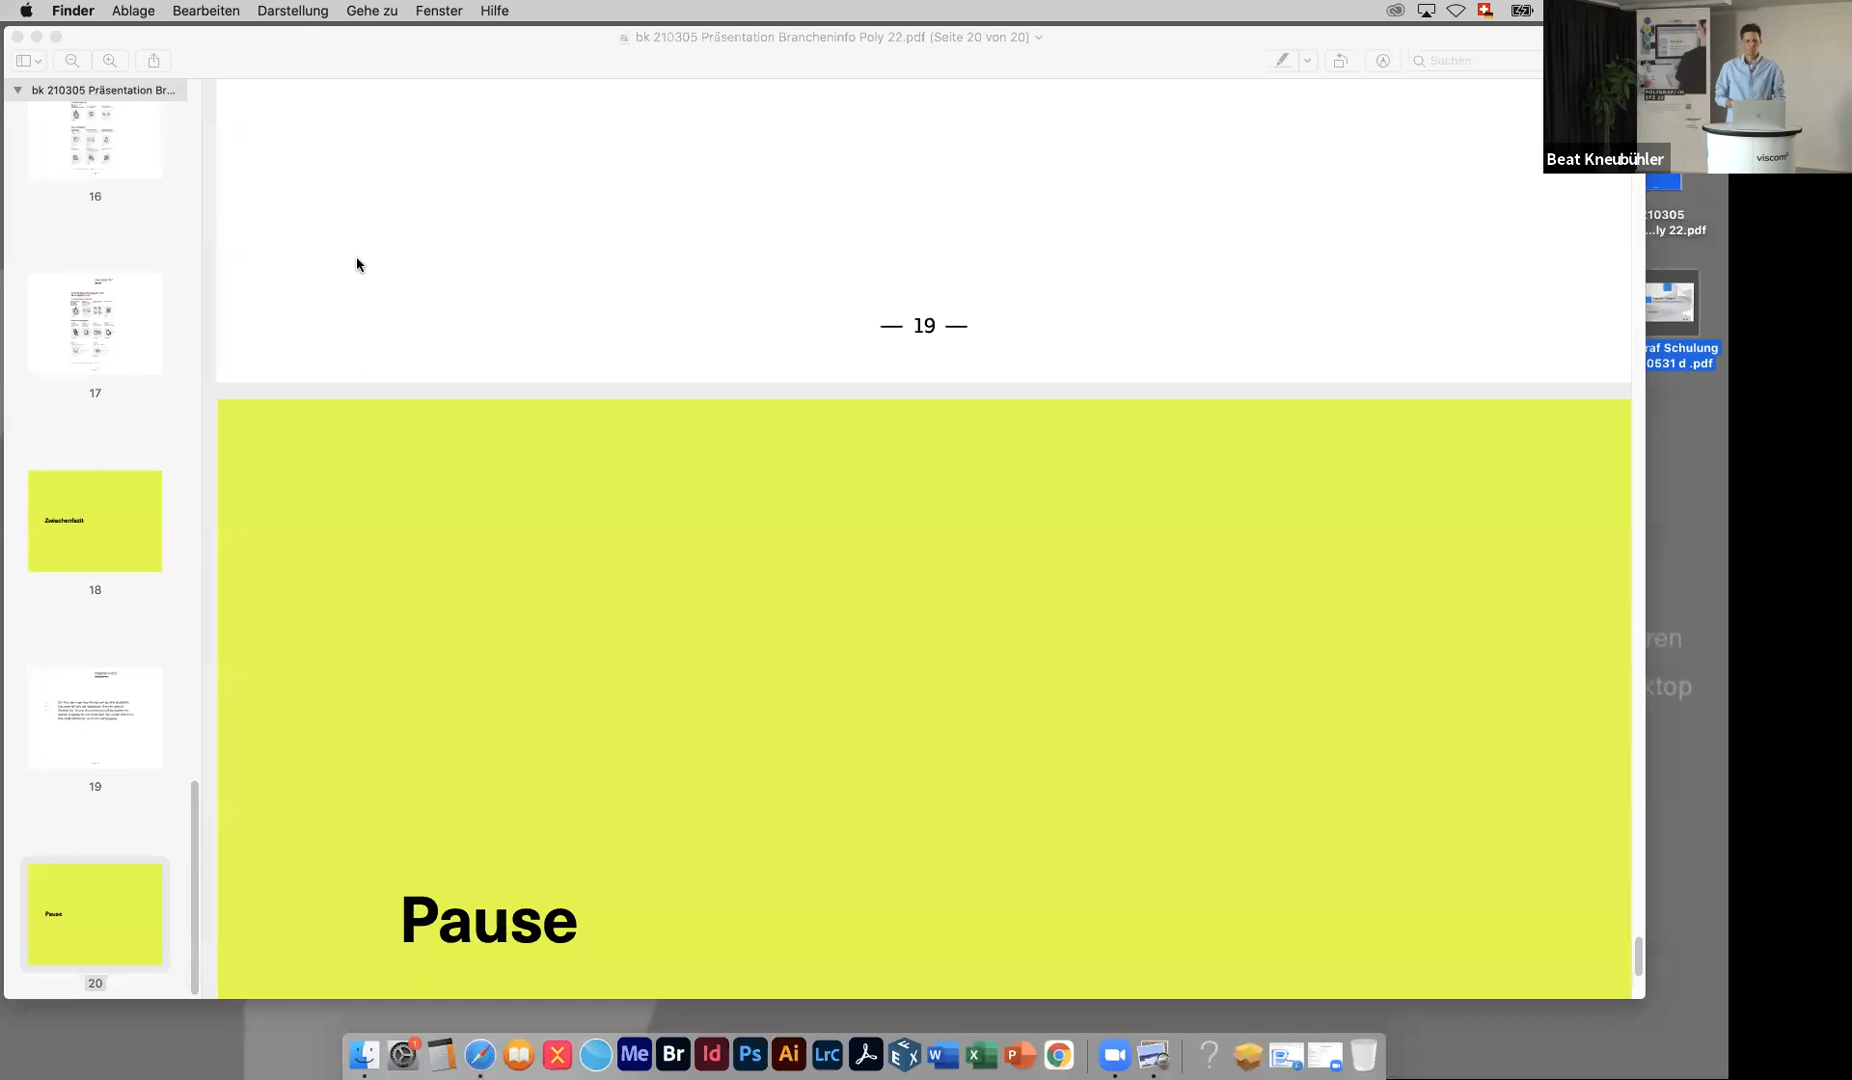 Finder Ablage Bearbeiten Darstellung Gehe zu Fenster Hilfe
bk 210305 Präsentation Brancheninfo Poly 22.pdf (Seite 20 von 20)
Suchen
bk 210305 Präsentation Br...
16
17
Zwischenfazit
18
19
Pause
20
— 19 —
Pause
Beat Kneubühler
viscom
210305
...ly 22.pdf
raf Schulung
0531 d .pdf
ren
ktop
1
Me Br Id Ps Ai Lrc
W X P